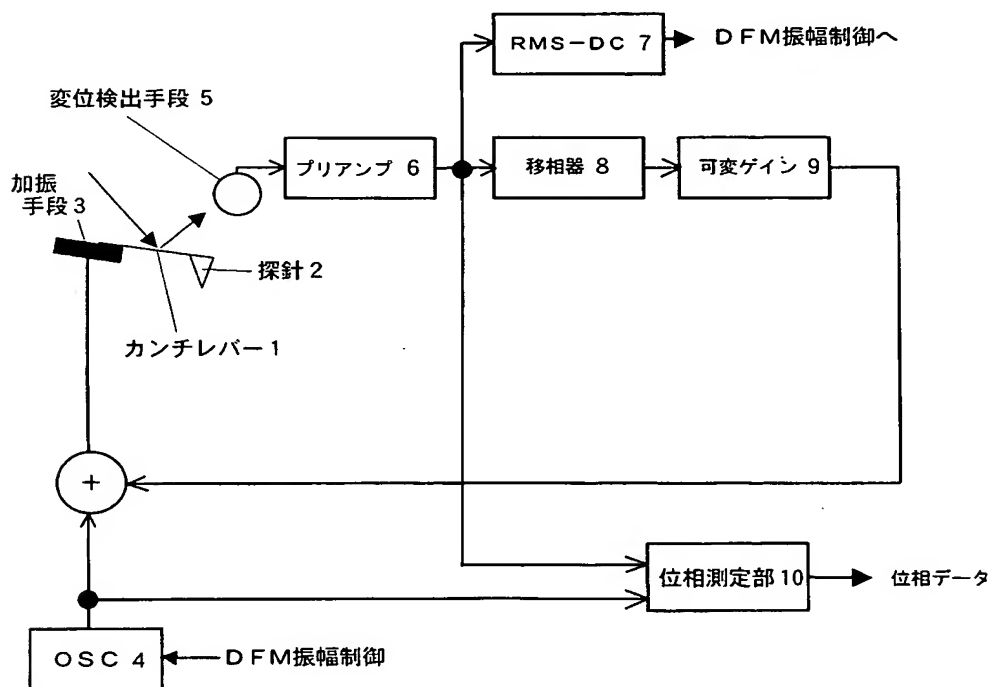 RMS-DC 7
DFM振幅制御へ
変位検出手段 5
プリアンプ 6
移相器 8
可変ゲイン 9
加振
手段 3
探針 2
カンチレバー 1
+
位相測定部 10
位相データ
OSC 4
DFM振幅制御